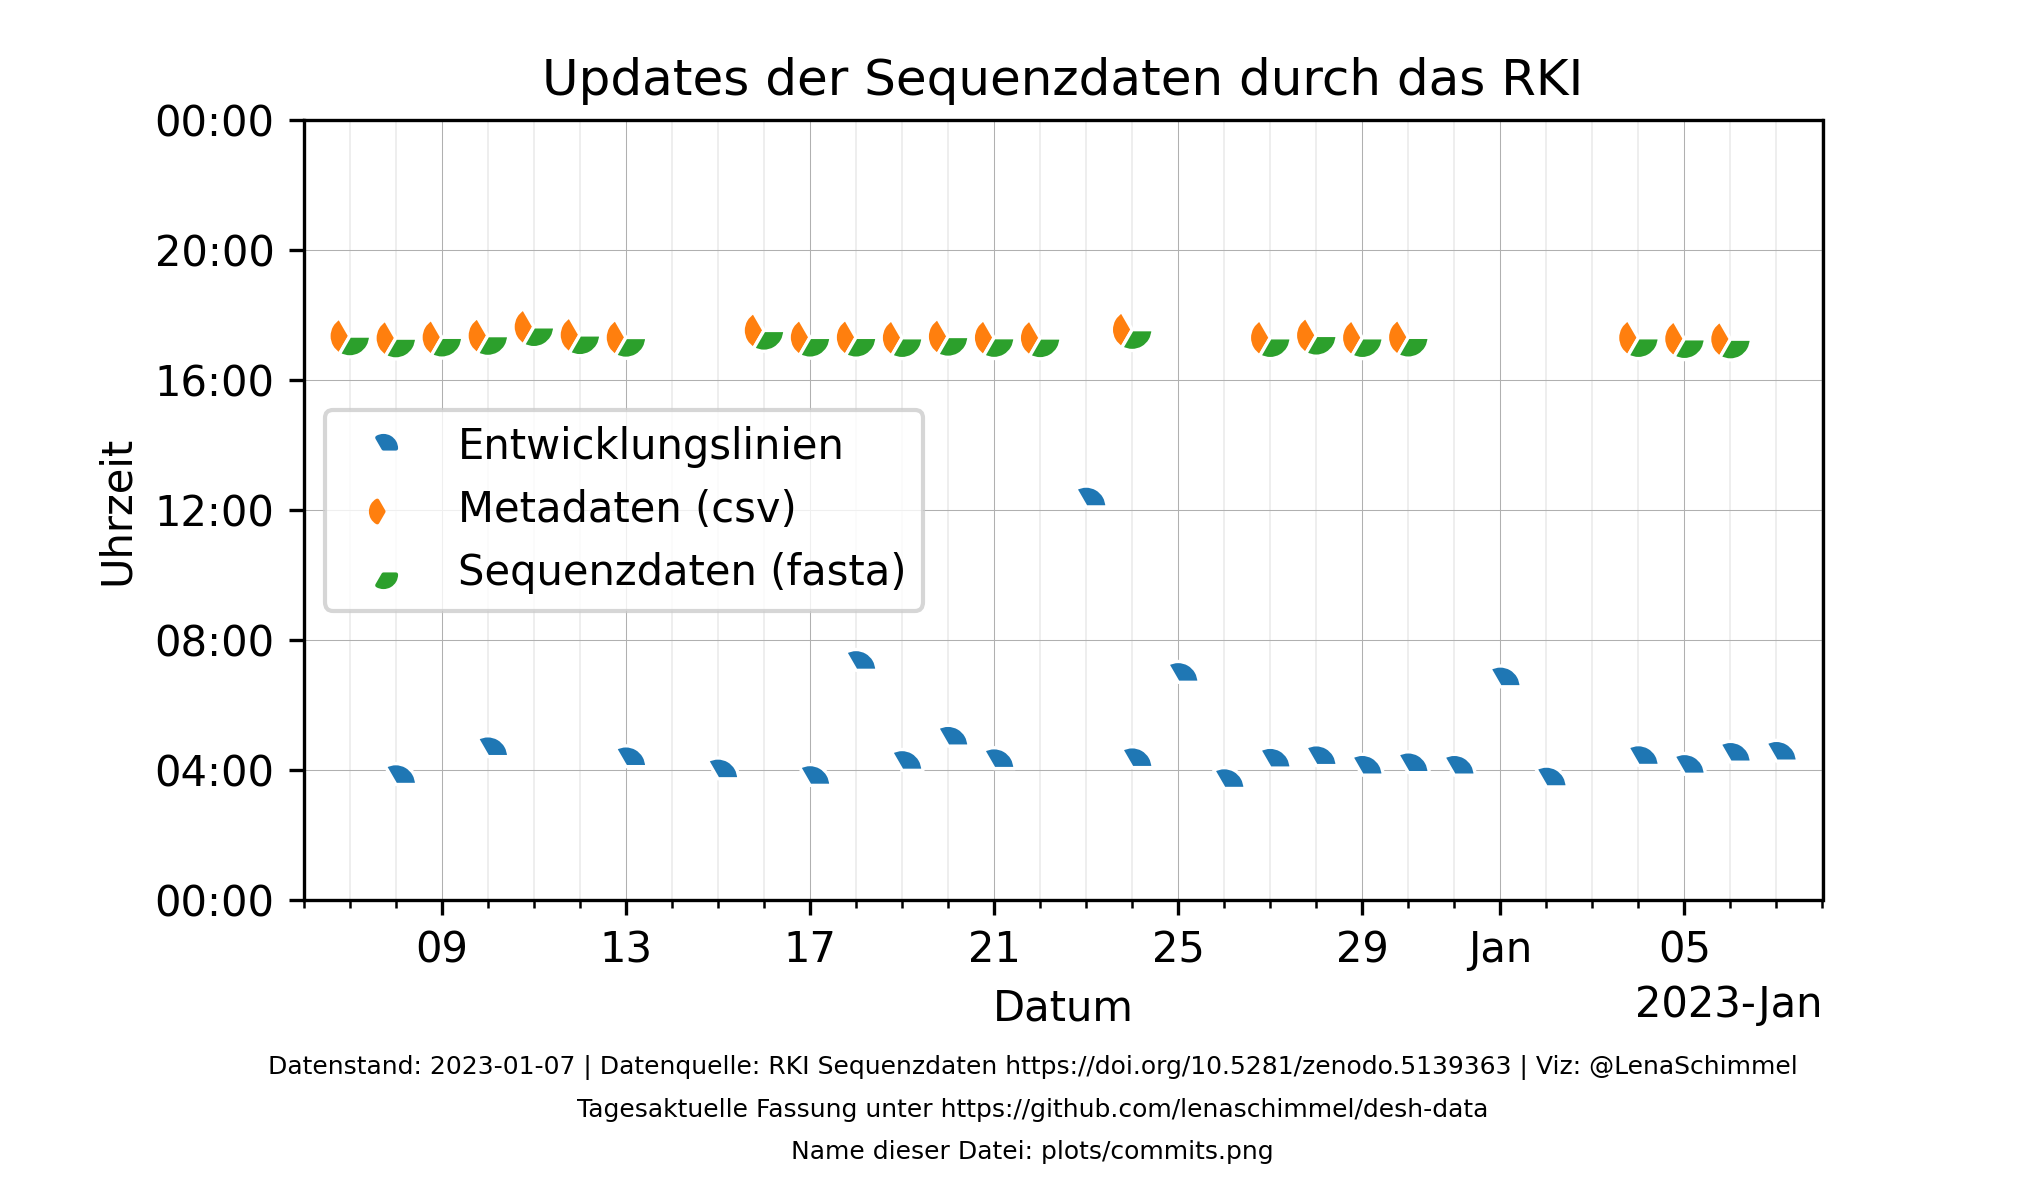 Updates der Sequenzdaten durch das RKI
00:00
20:00
16:00
12:00
08:00
04:00
00:00
Uhrzeit
Entwicklungslinien
Metadaten (csv)
Sequenzdaten (fasta)
09 13 17 21 25 29 Jan 05
Datum
2023-Jan
Datenstand: 2023-01-07 | Datenquelle: RKI Sequenzdaten https://doi.org/10.5281/zenodo.5139363 | Viz: @LenaSchimmel
Tagesaktuelle Fassung unter https://github.com/lenaschimmel/desh-data
Name dieser Datei: plots/commits.png